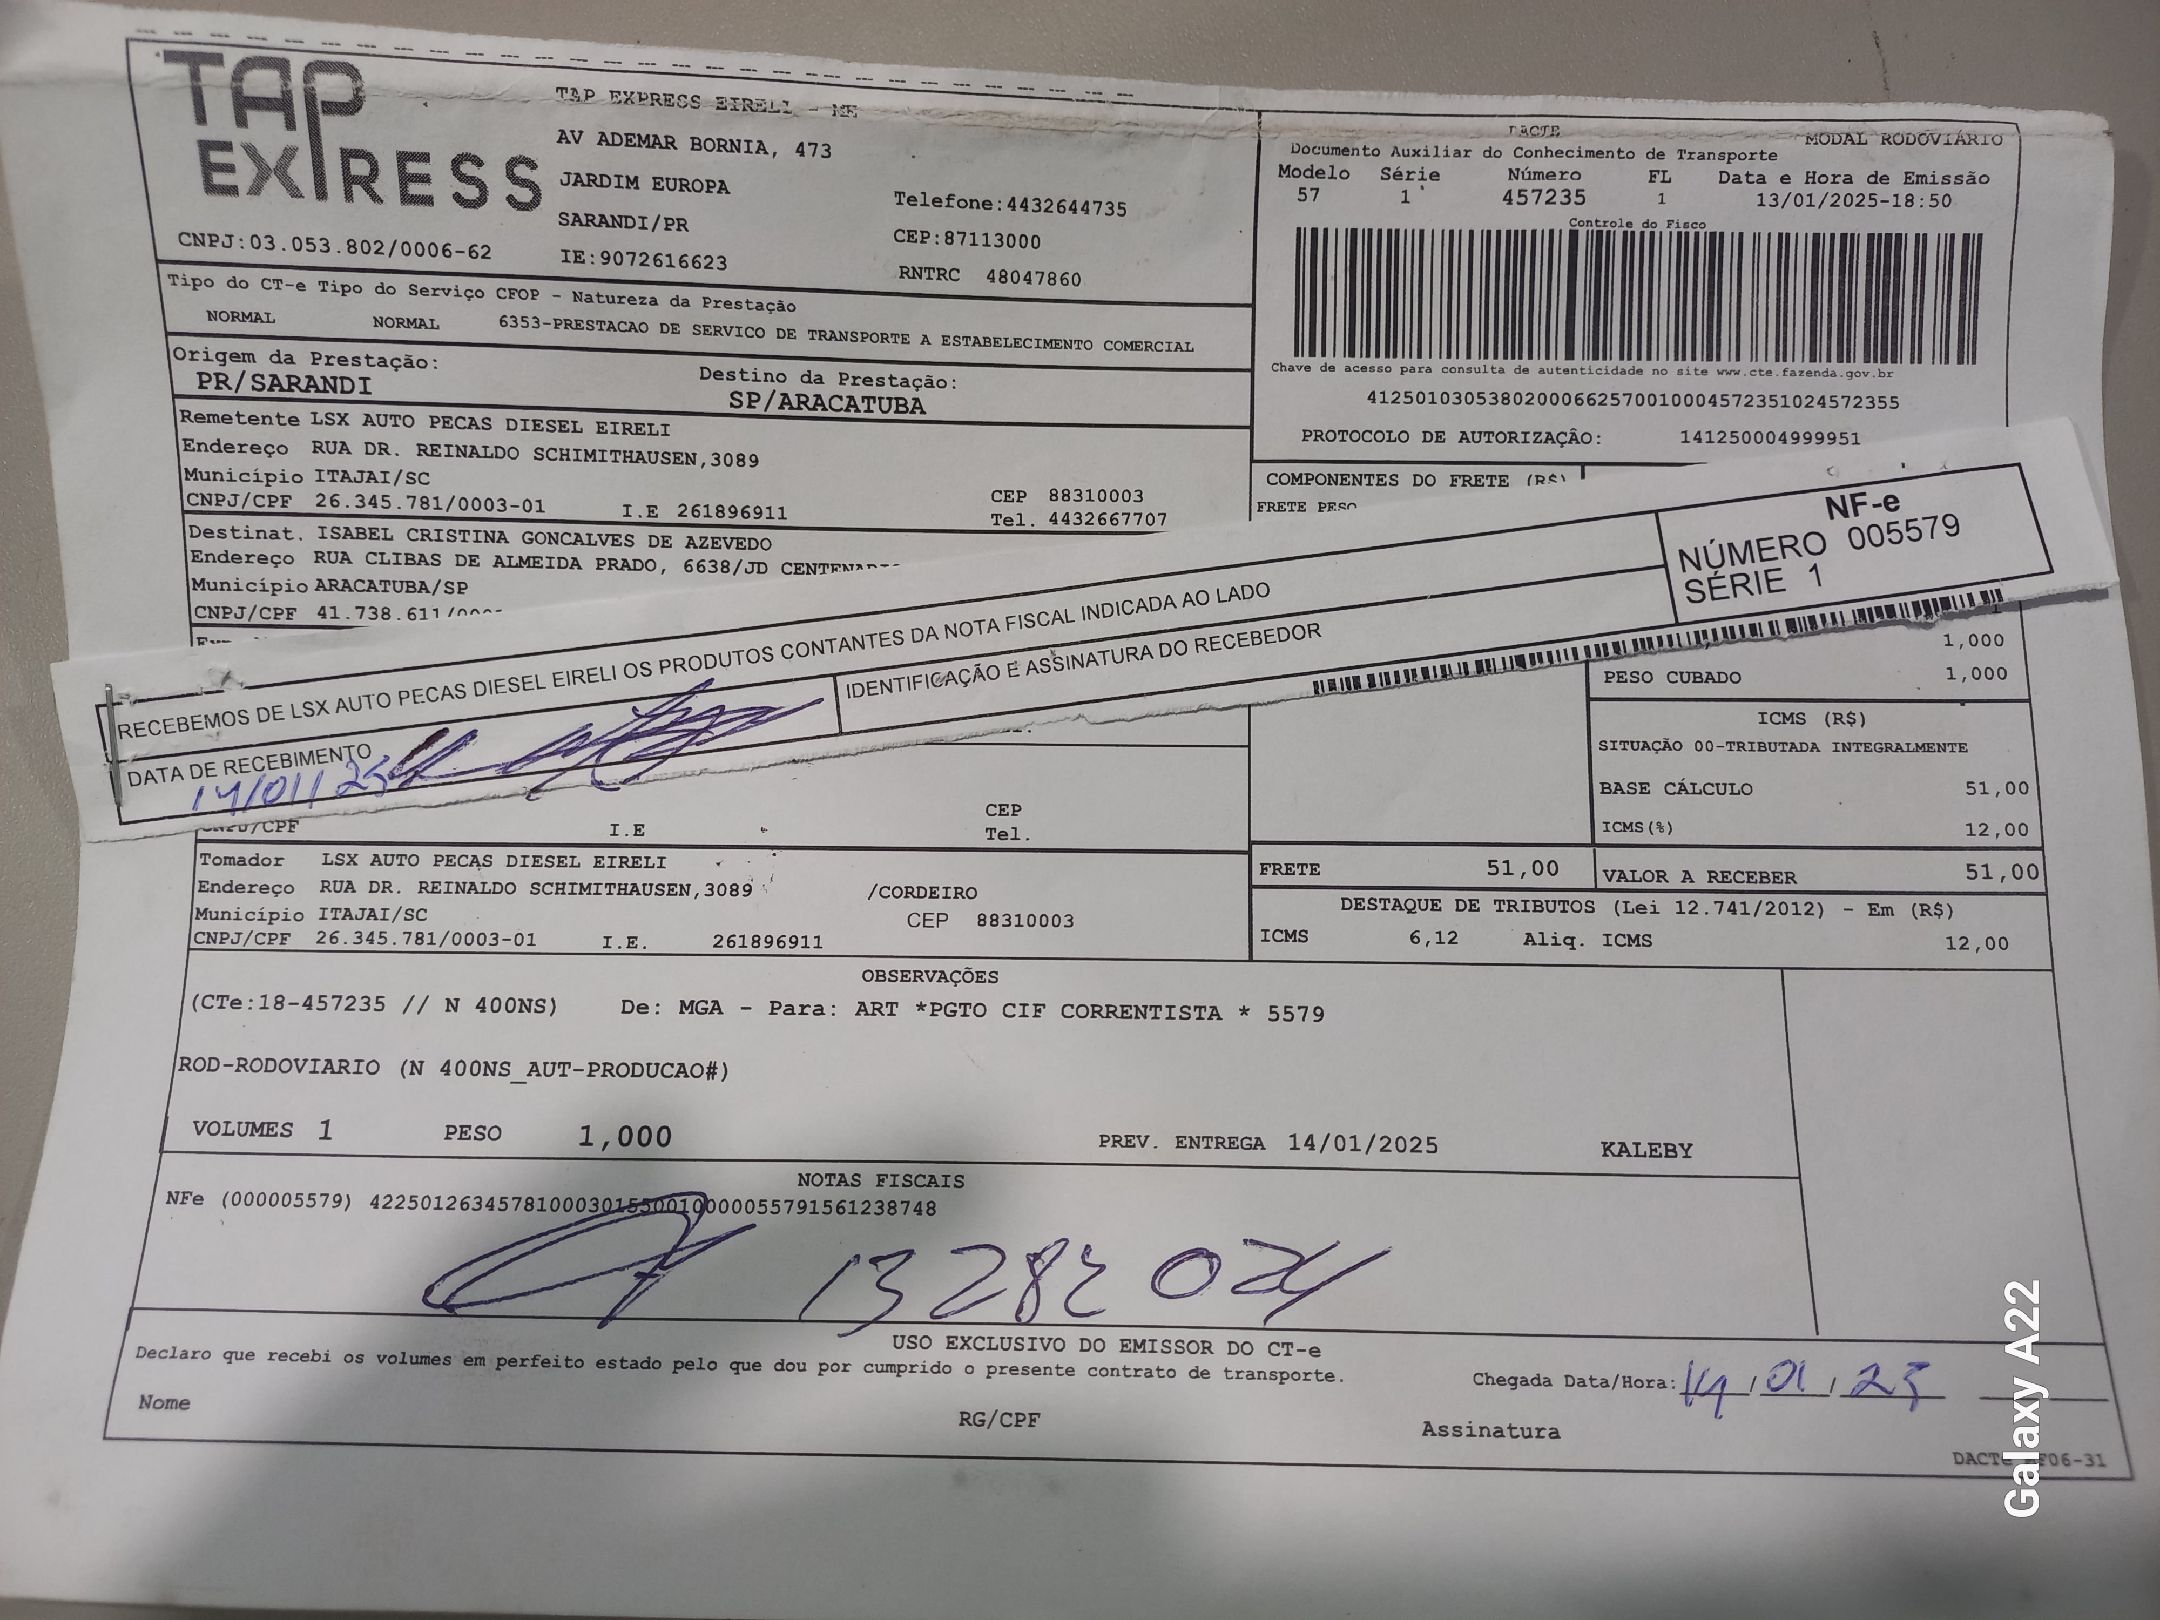 TAP EXPRESS
TAP EXPRESS EIRELI - ME
AV ADEMAR BORNIA, 473
JARDIM EUROPA
Telefone:4432644735
SARANDI/PR
CEP:87113000
CNPJ:03.053.802/0006-62
IE:9072616623
RNTRC 48047860
DACTE
MODAL RODOVIÁRIO
Documento Auxiliar do Conhecimento de Transporte
Modelo Série Número FL Data e Hora de Emissão
57 1 457235 1 13/01/2025-18:50
Controle do Fisco
Chave de acesso para consulta de autenticidade no site www.cte.fazenda.gov.br
41250103053802000662570010004572351024572355
PROTOCOLO DE AUTORIZAÇÃO: 141250004999951
Tipo do CT-e Tipo do Serviço CFOP - Natureza da Prestação
NORMAL NORMAL 6353-PRESTACAO DE SERVICO DE TRANSPORTE A ESTABELECIMENTO COMERCIAL
Origem da Prestação: Destino da Prestação:
PR/SARANDI SP/ARACATUBA
Remetente LSX AUTO PECAS DIESEL EIRELI
Endereço RUA DR. REINALDO SCHIMITHAUSEN,3089
Município ITAJAI/SC CEP 88310003
CNPJ/CPF 26.345.781/0003-01 I.E 261896911 Tel. 4432667707
Destinat. ISABEL CRISTINA GONCALVES DE AZEVEDO
Endereço RUA CLIBAS DE ALMEIDA PRADO, 6638/JD
Município ARACATUBA/SP
CNPJ/CPF 41.738.611/
COMPONENTES DO FRETE (R$)
FRETE PESO
RECEBEMOS DE LSX AUTO PECAS DIESEL EIRELI OS PRODUTOS CONTANTES DA NOTA FISCAL INDICADA AO LADO
DATA DE RECEBIMENTO
14/01/25
IDENTIFICAÇÃO E ASSINATURA DO RECEBEDOR
NF-e
NÚMERO 005579
SÉRIE 1
1,000
PESO CUBADO 1,000
ICMS (R$)
SITUAÇÃO 00-TRIBUTADA INTEGRALMENTE
BASE CÁLCULO 51,00
ICMS(%) 12,00
CEP
CNPJ/CPF I.E Tel.
Tomador LSX AUTO PECAS DIESEL EIRELI
Endereço RUA DR. REINALDO SCHIMITHAUSEN,3089 /CORDEIRO
Município ITAJAI/SC CEP 88310003
CNPJ/CPF 26.345.781/0003-01 I.E. 261896911
FRETE 51,00 VALOR A RECEBER 51,00
DESTAQUE DE TRIBUTOS (Lei 12.741/2012) - Em (R$)
ICMS 6,12 Aliq. ICMS 12,00
OBSERVAÇÕES
(CTe:18-457235 // N 400NS) De: MGA - Para: ART *PGTO CIF CORRENTISTA * 5579
ROD-RODOVIARIO (N 400NS_AUT-PRODUCAO#)
VOLUMES 1 PESO 1,000 PREV. ENTREGA 14/01/2025 KALEBY
NOTAS FISCAIS
NFe (000005579) 42250126345781000301550010000055791561238748
USO EXCLUSIVO DO EMISSOR DO CT-e
Declaro que recebi os volumes em perfeito estado pelo que dou por cumprido o presente contrato de transporte.
Chegada Data/Hora: 14/01/25
Nome RG/CPF Assinatura
Galaxy A22